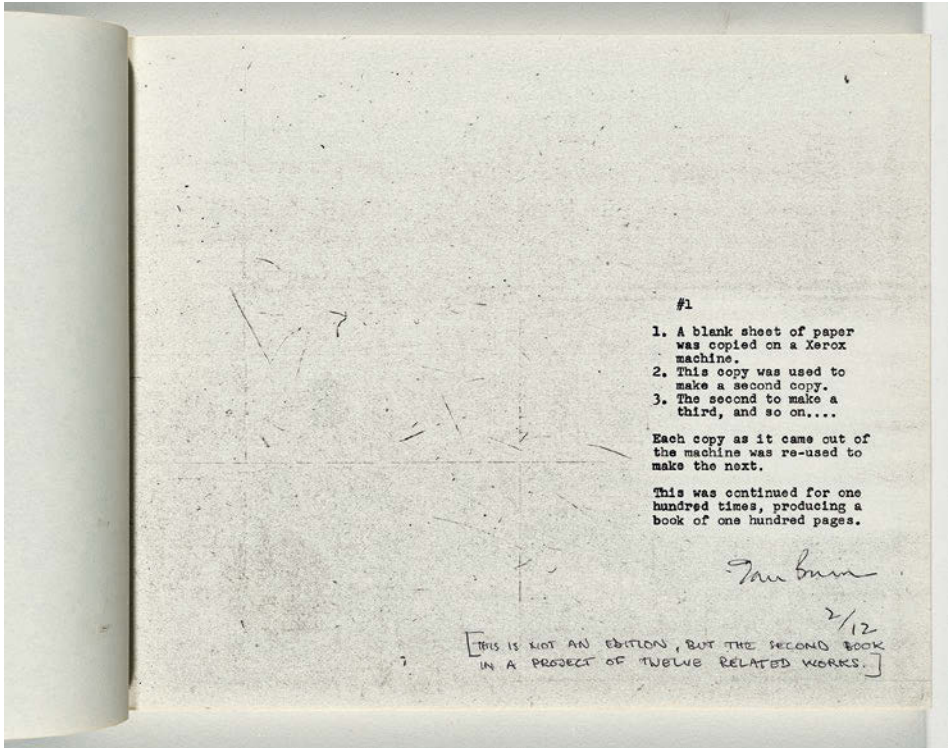 #1
1. A blank sheet of paper
was copied on a Xerox
machine.
2. This copy was used to
make a second copy.
3. The second to make a
third, and so on....
Each copy as it came out of
the machine was re-used to
make the next.
This was continued for one
hundred times, producing a
book of one hundred pages.
Ian Burn
2/12
[THIS IS NOT AN EDITION, BUT THE SECOND BOOK
IN A PROJECT OF TWELVE RELATED WORKS.]